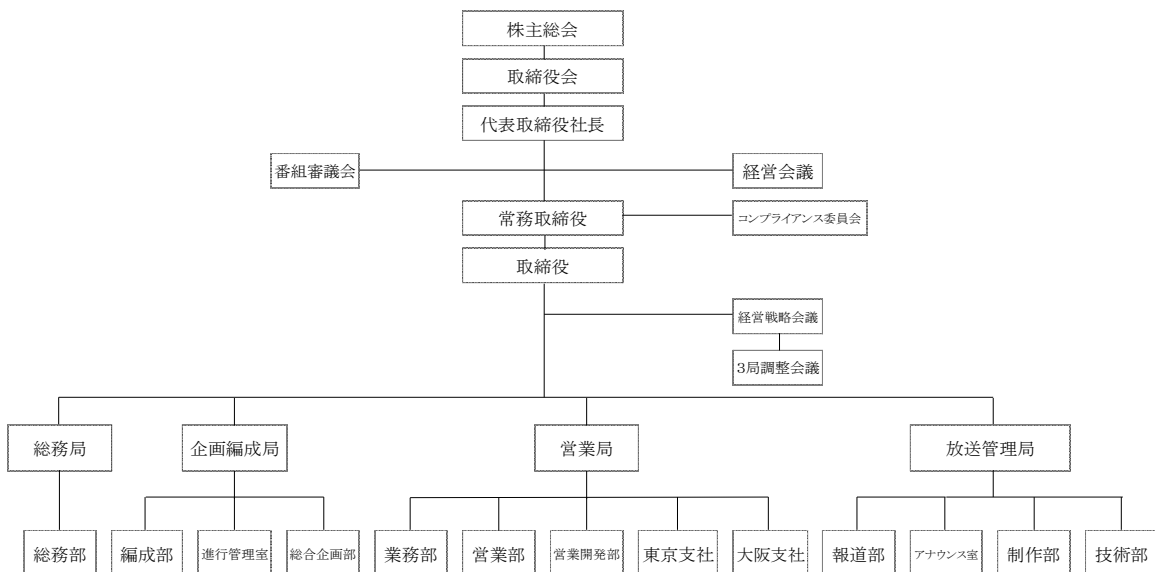 株主総会
取締役会
代表取締役社長
番組審議会
経営会議
常務取締役
コンプライアンス委員会
取締役
経営戦略会議
3局調整会議
総務局
企画編成局
営業局
放送管理局
総務部
編成部
進行管理室
総合企画部
業務部
営業部
営業開発部
東京支社
大阪支社
報道部
アナウンス室
制作部
技術部